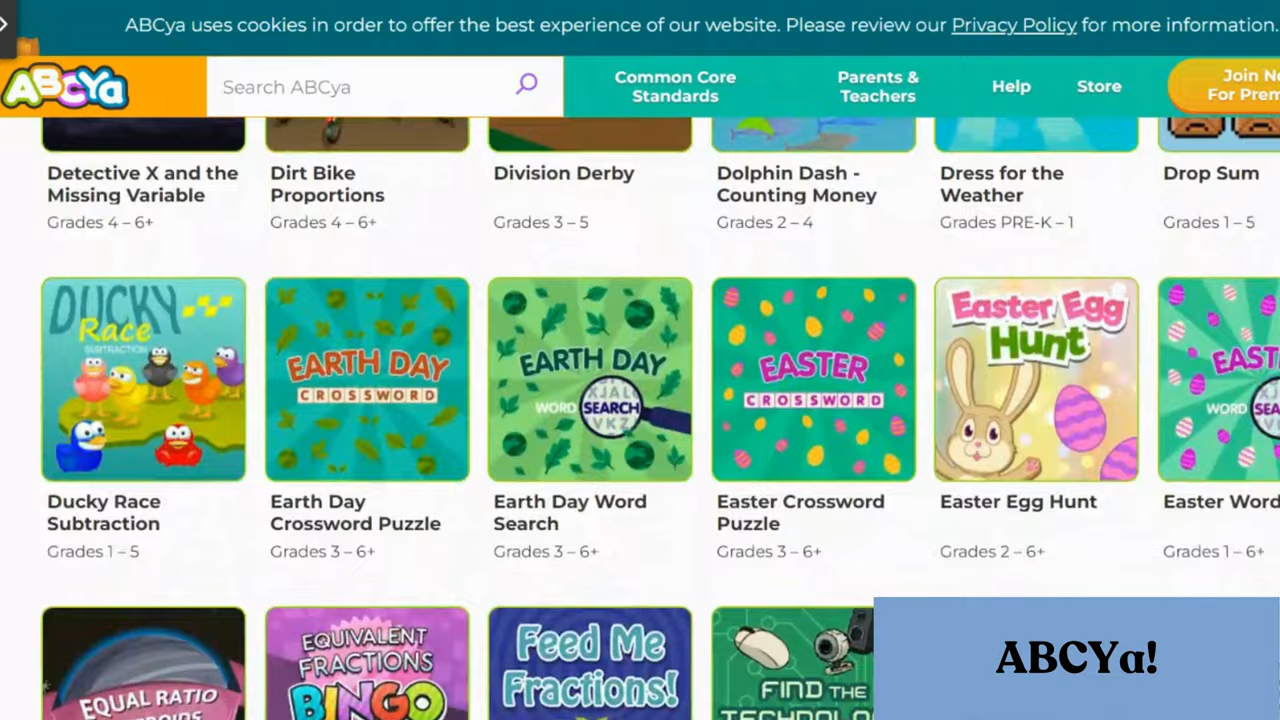 ABCya uses cookies in order to offer the best experience of our website. Please review our Privacy Policy for more information.
ABCYa
Search ABCya
Common Core
Standards
Parents &
Teachers
Help
Store
Join
For
Detective X and the
Missing Variable
Grades 4 – 6+
Dirt Bike
Proportions
Grades 4 – 6+
Division Derby
Grades 3 – 5
Dolphin Dash -
Counting Money
Grades 2 – 4
Dress for the
Weather
Grades PRE-K – 1
Drop Sum
Grades 1 – 5
DUCKY
Race
SUBTRACTION
EARTH DAY
CROSSWORD
EARTH DAY
WORD SEARCH
EASTER
CROSSWORD
Easter Egg
Hunt
WORD
Ducky Race
Subtraction
Grades 1 – 5
Earth Day
Crossword Puzzle
Grades 3 – 6+
Earth Day Word
Search
Grades 3 – 6+
Easter Crossword
Puzzle
Grades 3 – 6+
Easter Egg Hunt
Grades 2 – 6+
Easter Word
Grades 1 – 6+
EQUAL RATIO
EQUIVALENT
FRACTIONS
BINGO
Feed Me
Fractions!
FIND THE
ABCYa!